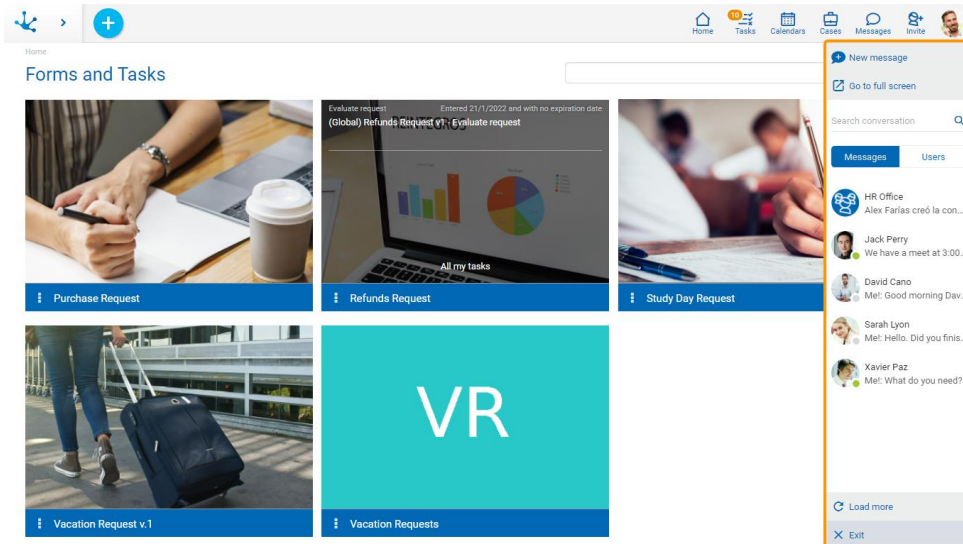 10
Home
Tasks
Calendars
Cases
Messages
Invite
Home
Forms and Tasks
Evaluate request
Entered 21/1/2022 and with no expiration date
(Global) Refunds Request v1 - Evaluate request
REINTEGROS
All my tasks
Purchase Request
Refunds Request
Study Day Request
VR
Vacation Request v.1
Vacation Requests
New message
Go to full screen
Search conversation
Messages
Users
HR Office
Alex Farías creó la con...
Jack Perry
We have a meet at 3:00.
David Cano
Me!: Good morning Dav.
Sarah Lyon
Me!: Hello. Did you finis.
Xavier Paz
Me!: What do you need?
Load more
Exit